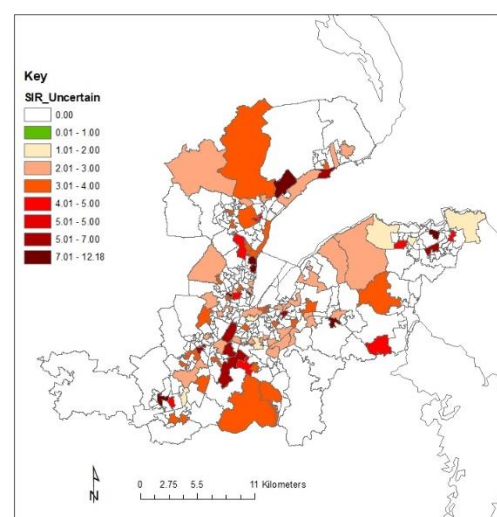 Key
SIR_Uncertain
0.00
0.01 - 1.00
1.01 - 2.00
2.01 - 3.00
3.01 - 4.00
4.01 - 5.00
5.01 - 5.00
5.01 - 7.00
7.01 - 12.18
N
0 2.75 5.5 11 Kilometers